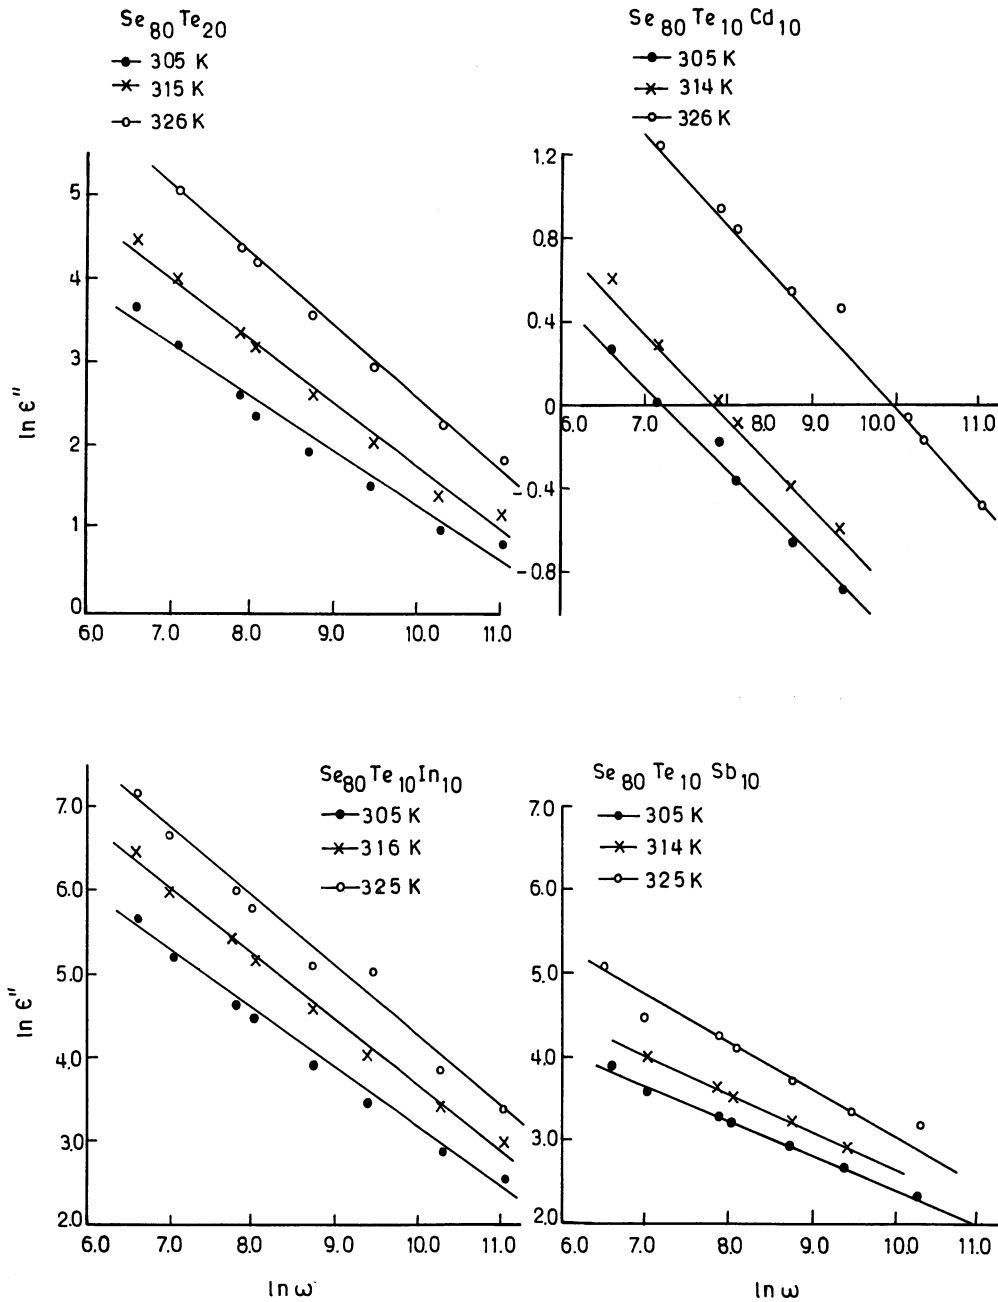 Se80Te20
305 K
315 K
326 K
ln ϵ″
5
4
3
2
1
0
6.0 7.0 8.0 9.0 10.0 11.0
Se80Te10Cd10
305 K
314 K
326 K
1.2
0.8
0.4
0
-0.4
-0.8
6.0 7.0 8.0 9.0 10.0 11.0
Se80Te10In10
305 K
316 K
325 K
ln ϵ″
7.0
6.0
5.0
4.0
3.0
2.0
6.0 7.0 8.0 9.0 10.0 11.0
ln ω
Se80Te10Sb10
305 K
314 K
325 K
7.0
6.0
5.0
4.0
3.0
2.0
6.0 7.0 8.0 9.0 10.0 11.0
ln ω